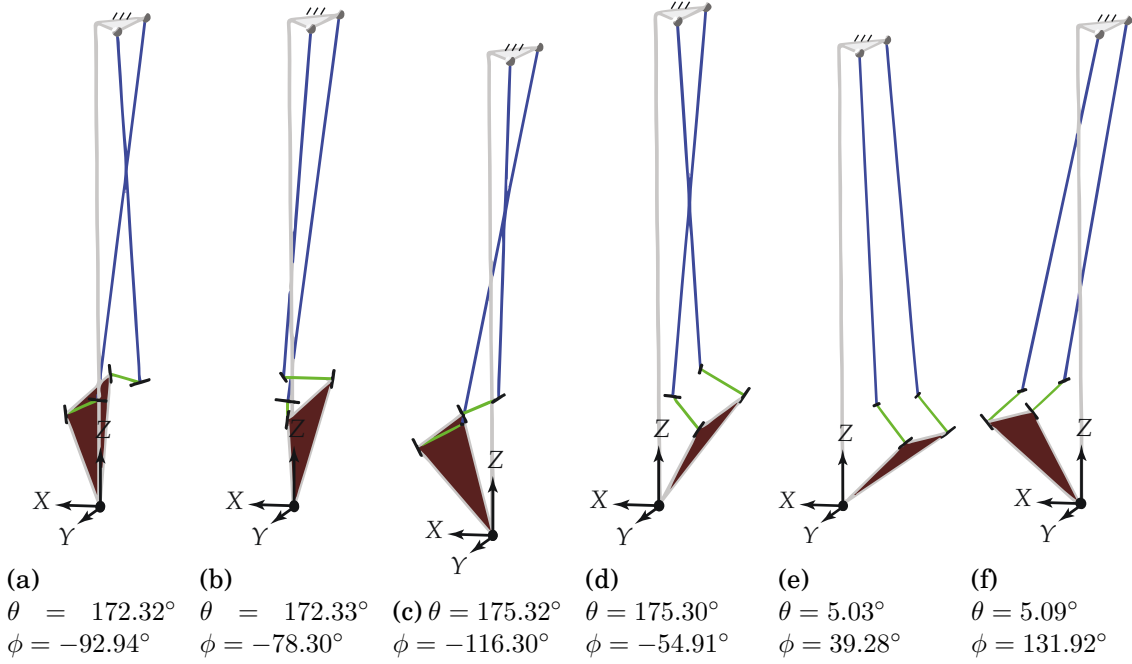 Z
X
Y
Z
X
Y
Z
X
Y
Z
X
Y
Z
X
Y
Z
X
Y
(a)
θ = 172.32°
ϕ = −92.94°
(b)
θ = 172.33°
ϕ = −78.30°
(c) θ = 175.32°
ϕ = −116.30°
(d)
θ = 175.30°
ϕ = −54.91°
(e)
θ = 5.03°
ϕ = 39.28°
(f)
θ = 5.09°
ϕ = 131.92°